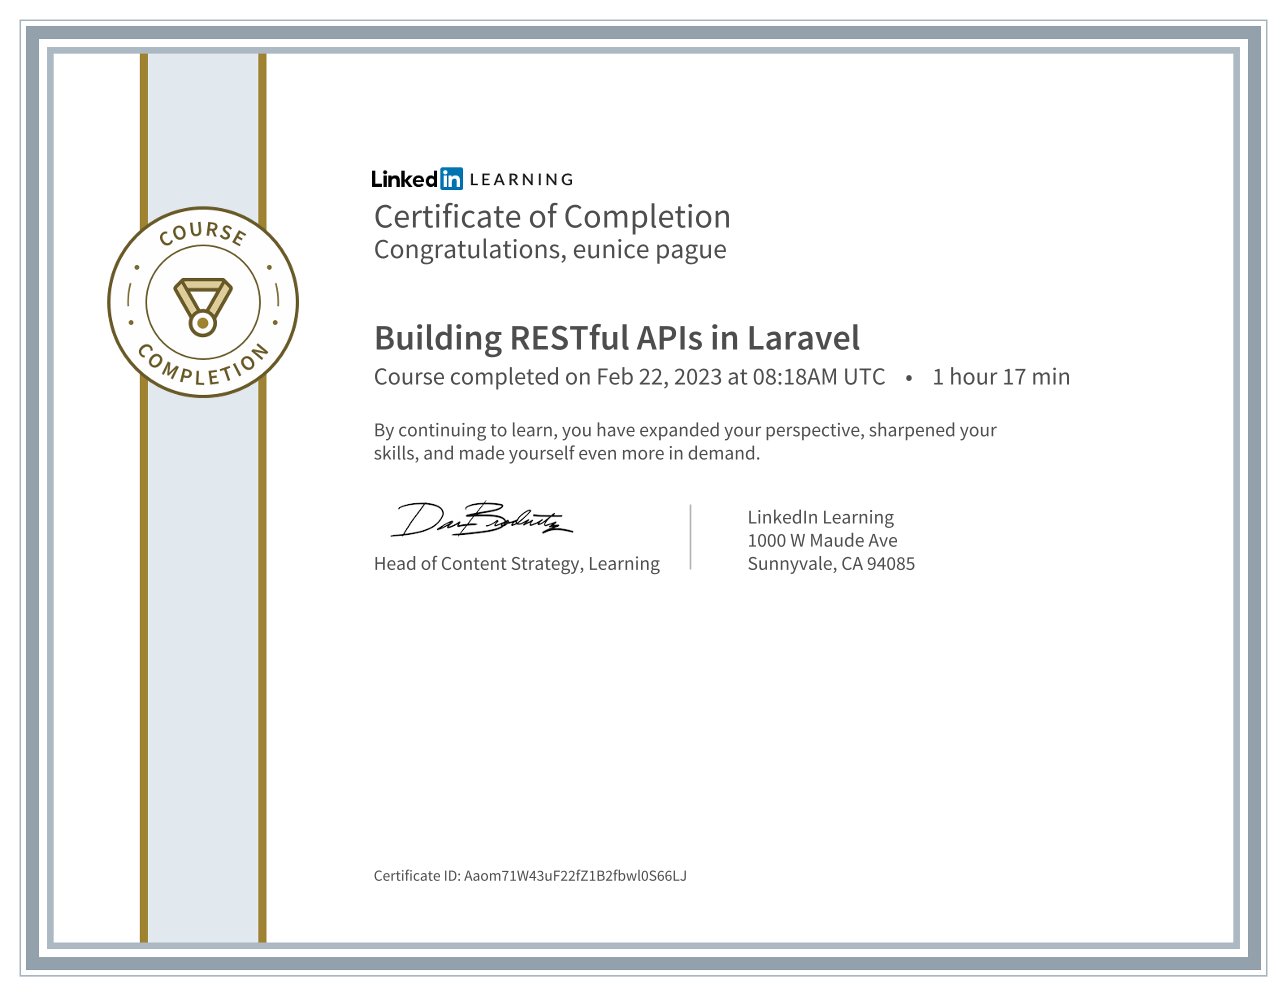 COURSE
COMPLETION
Linked in LEARNING
Certificate of Completion
Congratulations, eunice pague
Building RESTful APIs in Laravel
Course completed on Feb 22, 2023 at 08:18AM UTC • 1 hour 17 min
By continuing to learn, you have expanded your perspective, sharpened your
skills, and made yourself even more in demand.
Head of Content Strategy, Learning
LinkedIn Learning
1000 W Maude Ave
Sunnyvale, CA 94085
Certificate ID: Aaom71W43uF22fZ1B2fbwl0S66LJ